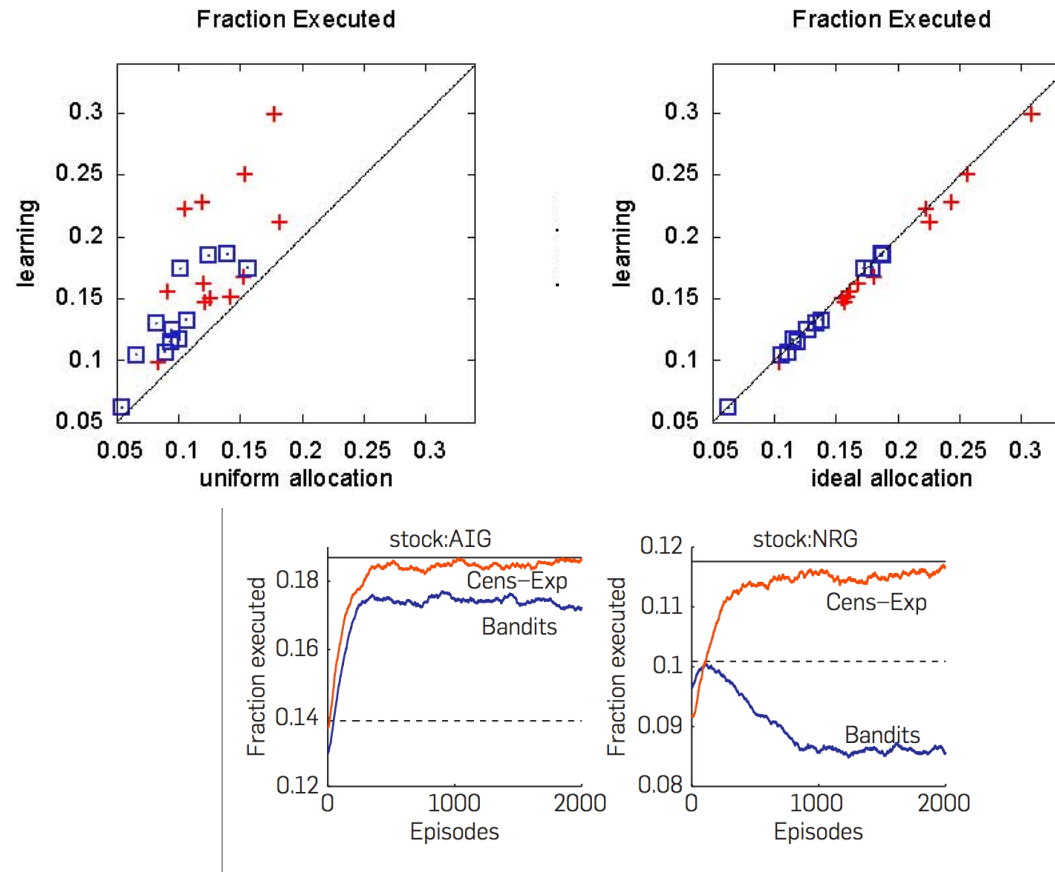 Fraction Executed
learning
0.3
0.25
0.2
0.15
0.1
0.05
0.05 0.1 0.15 0.2 0.25 0.3
uniform allocation
Fraction Executed
learning
0.3
0.25
0.2
0.15
0.1
0.05
0.05 0.1 0.15 0.2 0.25 0.3
ideal allocation
stock:AIG
Fraction executed
0.18
0.16
0.14
0.12
Cens–Exp
Bandits
0 1000 2000
Episodes
stock:NRG
Fraction executed
0.12
0.11
0.1
0.09
0.08
Cens–Exp
Bandits
0 1000 2000
Episodes